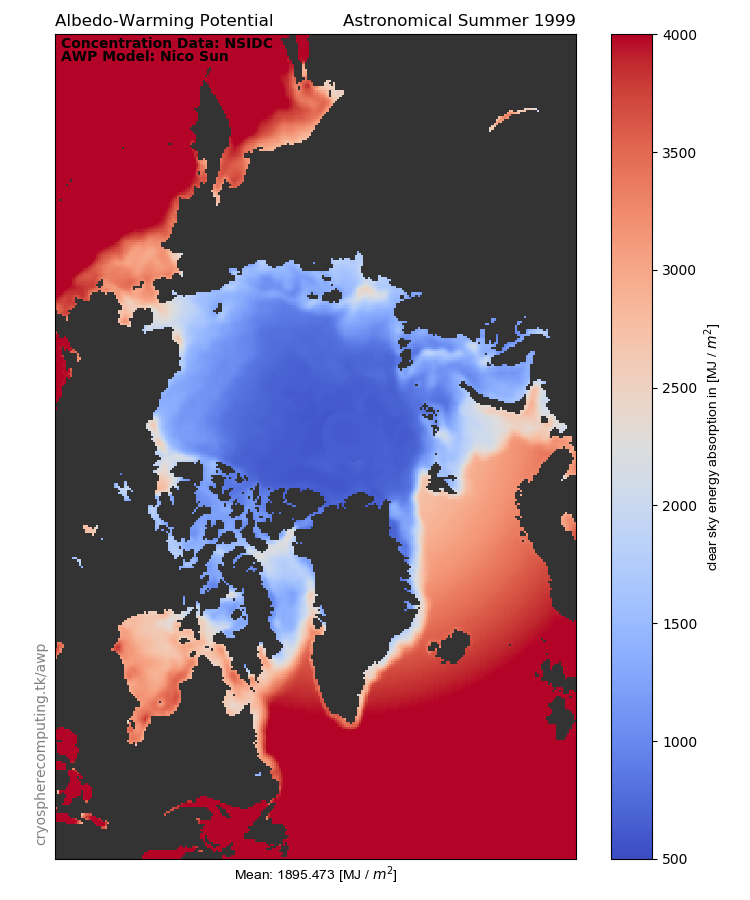 Albedo-Warming Potential Astronomical Summer 1999
Concentration Data: NSIDC
AWP Model: Nico Sun
4000
3500
3000
2500
2000
1500
1000
500
clear sky energy absorption in [MJ / m²]
cryospherecomputing.tk/awp
Mean: 1895.473 [MJ / m²]